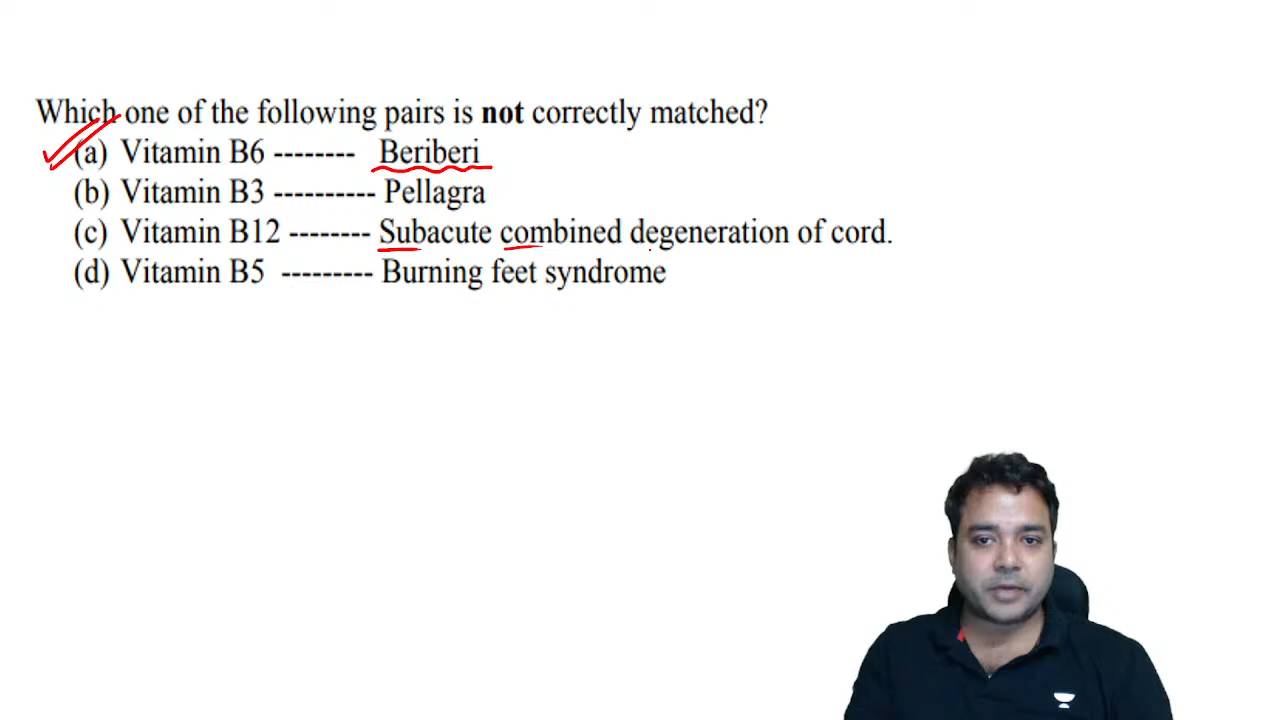 Which one of the following pairs is not correctly matched?
(a) Vitamin B6 -------- Beriberi
(b) Vitamin B3 ---------- Pellagra
(c) Vitamin B12 -------- Subacute combined degeneration of cord.
(d) Vitamin B5 --------- Burning feet syndrome